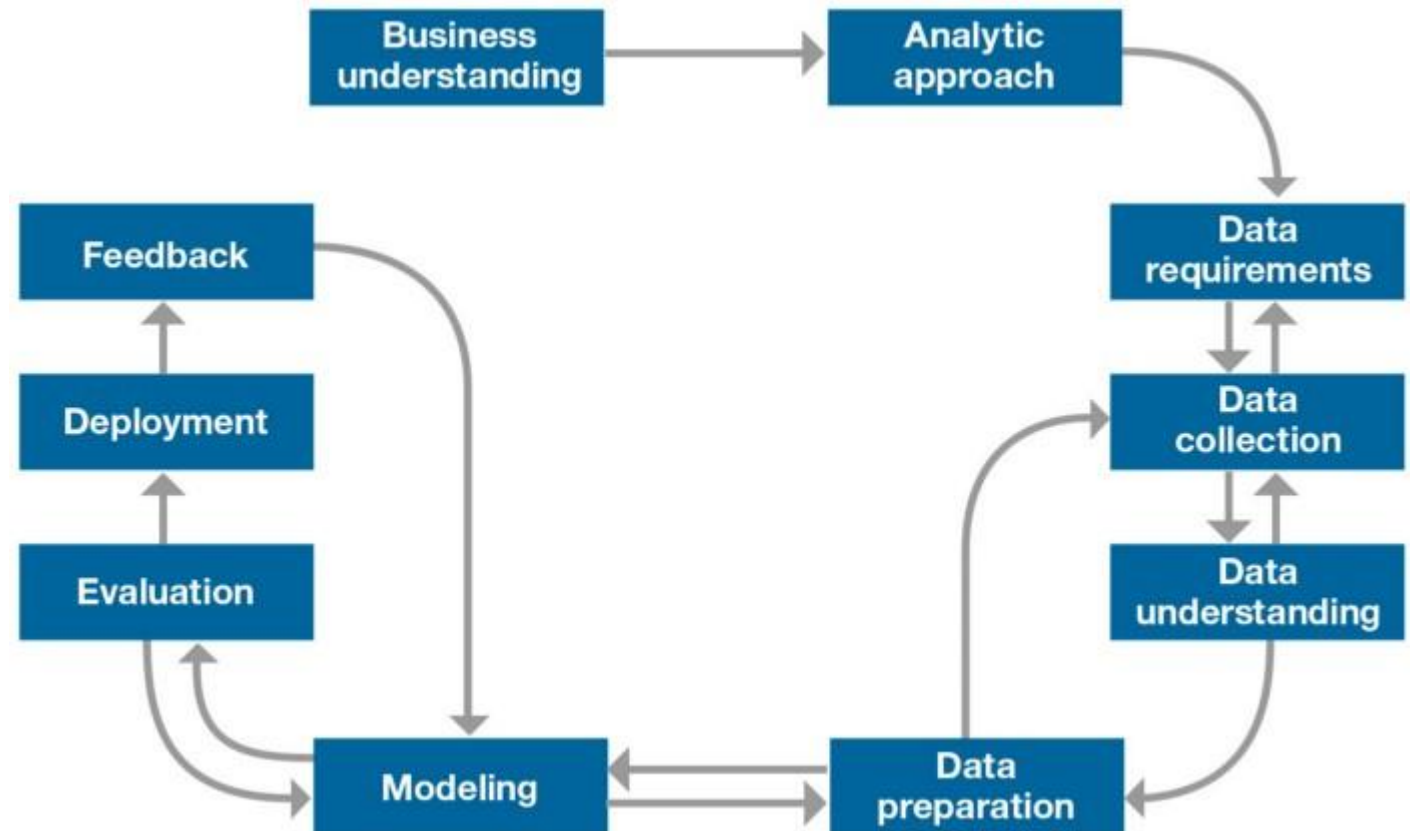 Business
understanding
Analytic
approach
Feedback
Data
requirements
Deployment
Data
collection
Evaluation
Data
understanding
Modeling
Data
preparation